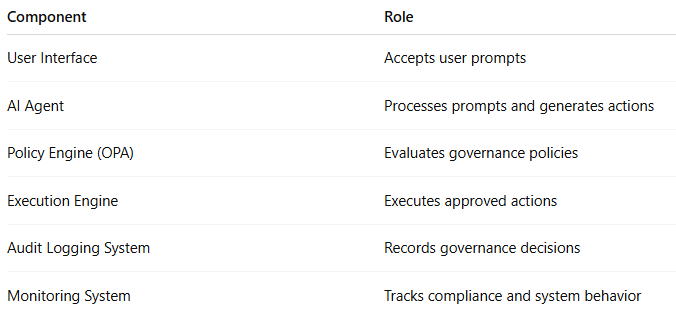 Component Role
User Interface Accepts user prompts
AI Agent Processes prompts and generates actions
Policy Engine (OPA) Evaluates governance policies
Execution Engine Executes approved actions
Audit Logging System Records governance decisions
Monitoring System Tracks compliance and system behavior